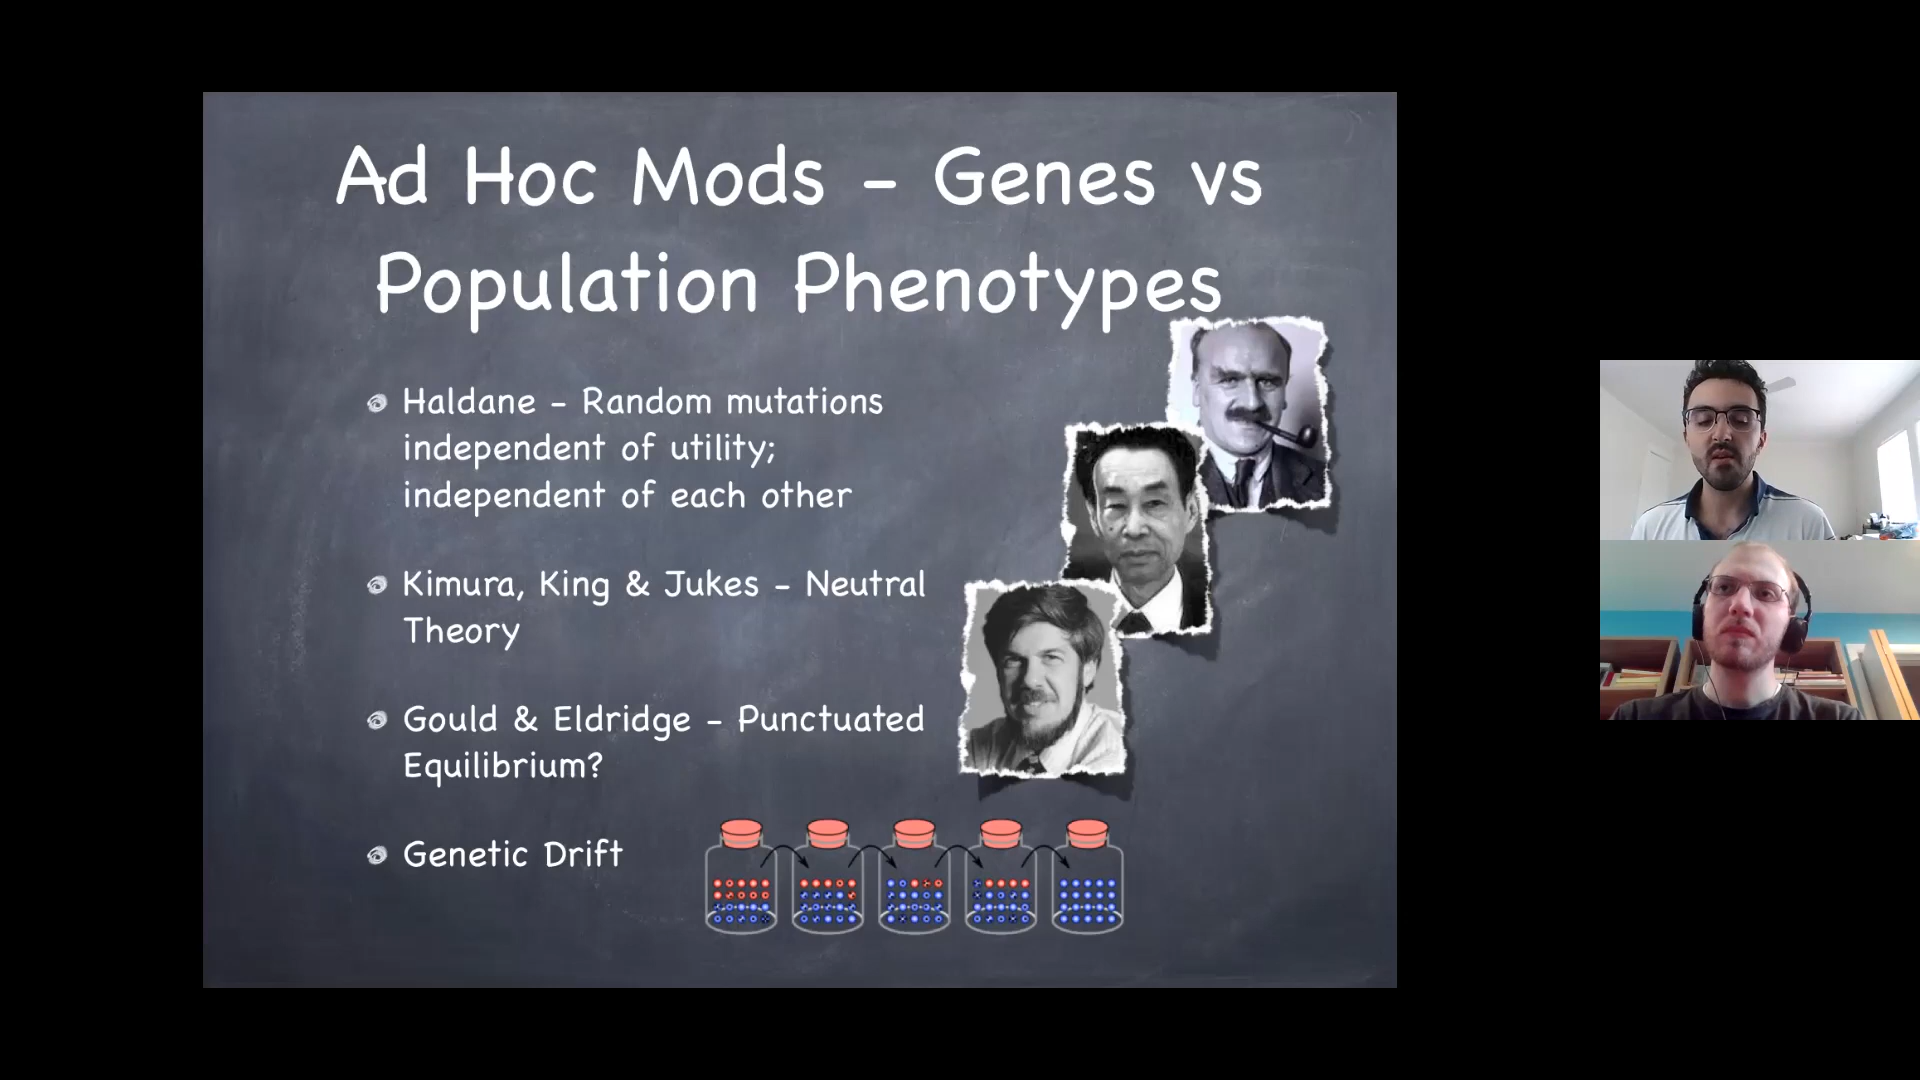 Ad Hoc Mods - Genes vs
Population Phenotypes
Haldane - Random mutations
independent of utility;
independent of each other
Kimura, King & Jukes - Neutral
Theory
Gould & Eldridge - Punctuated
Equilibrium?
Genetic Drift